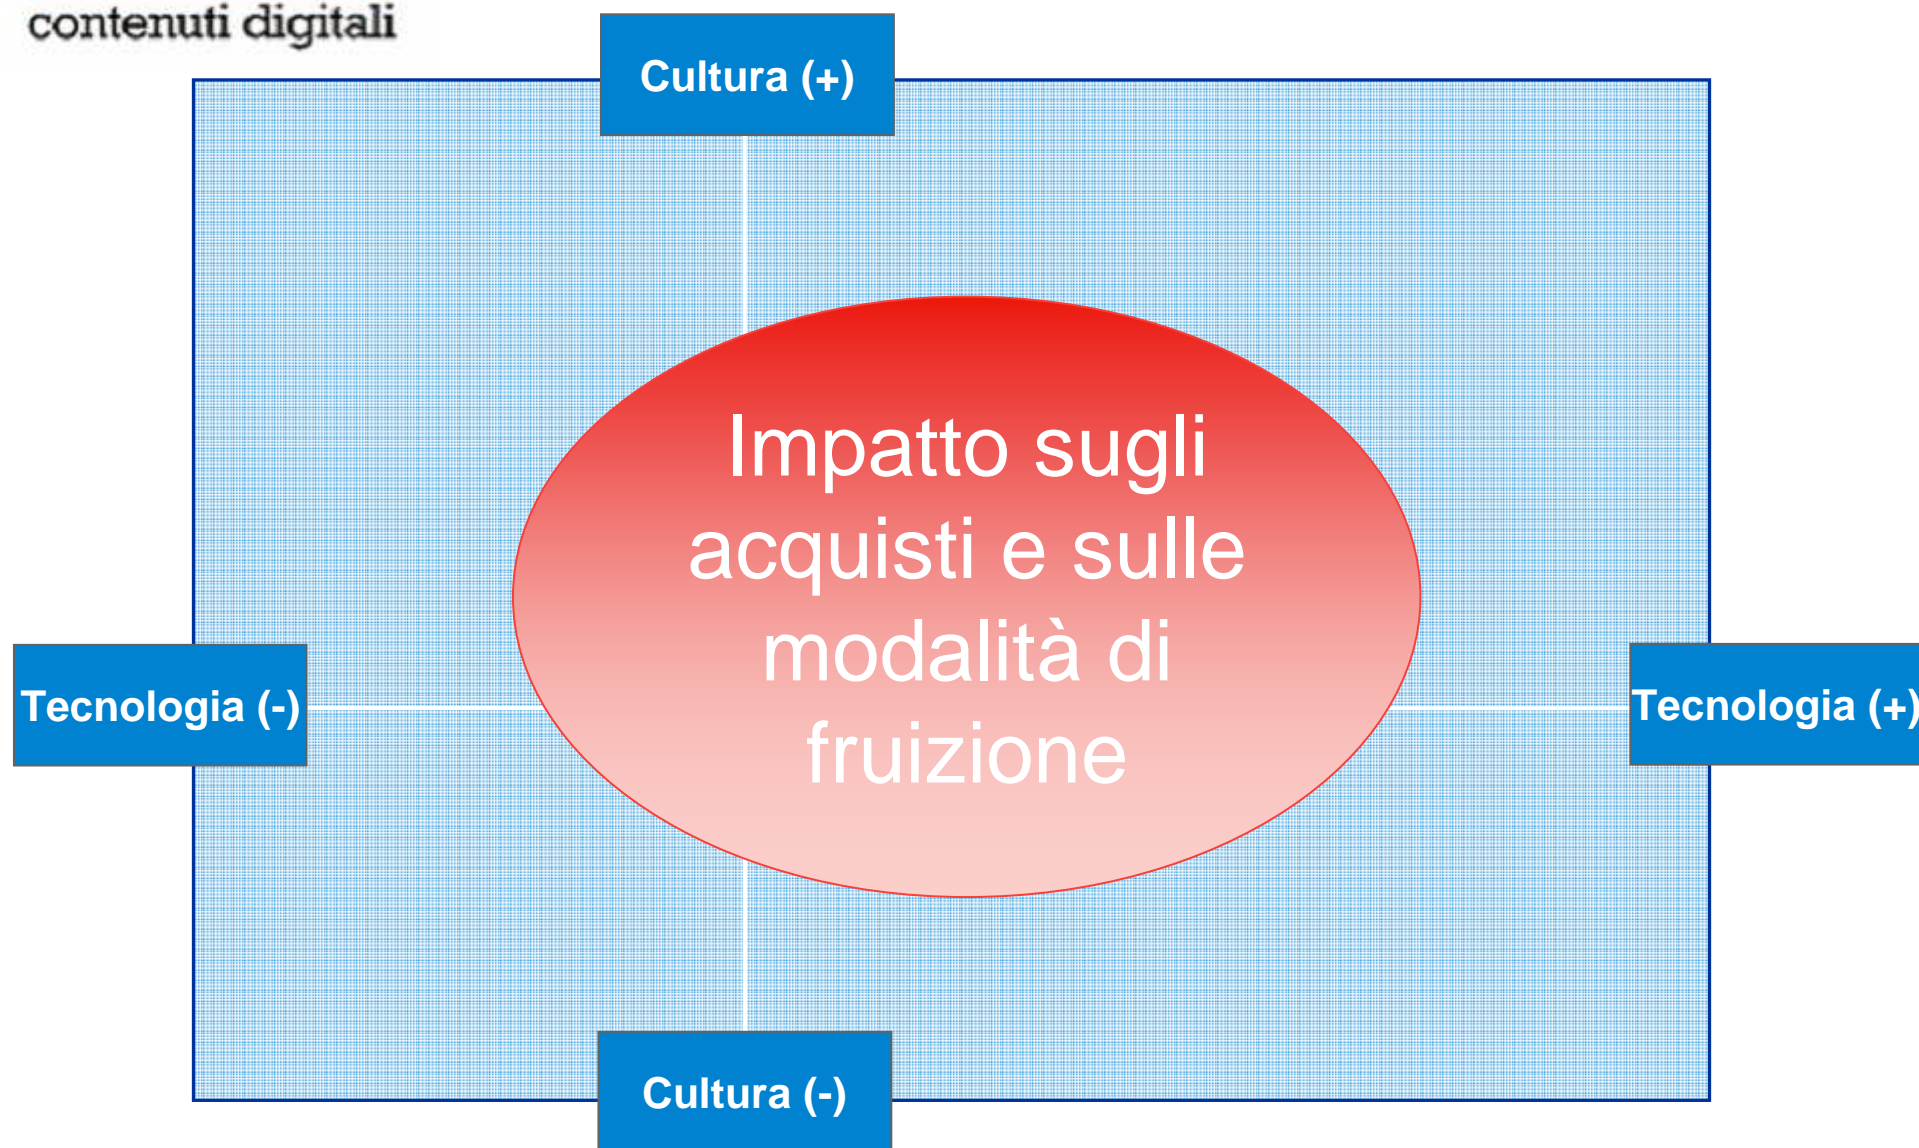 contenuti digitali
Cultura (+)
Impatto sugli
acquisti e sulle
modalità di
fruizione
Tecnologia (-)
Tecnologia (+)
Cultura (-)